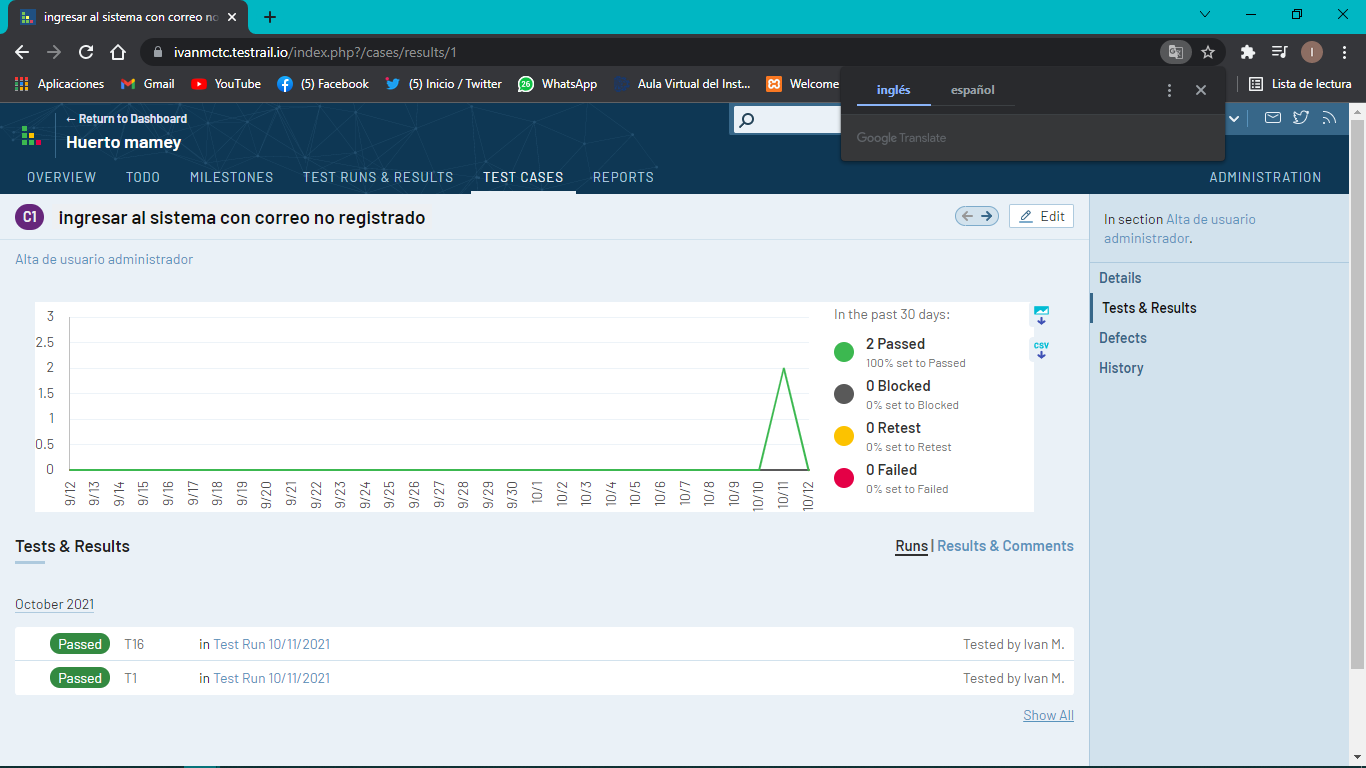 ingresar al sistema con correo no
ivanmctc.testrail.io/index.php?/cases/results/1
I
Aplicaciones
Gmail
YouTube
(5) Facebook
(5) Inicio / Twitter
26
WhatsApp
Aula Virtual del Inst...
Welcome
Lista de lectura
inglés
español
Google Translate
← Return to Dashboard
Huerto mamey
OVERVIEW
TODO
MILESTONES
TEST RUNS & RESULTS
TEST CASES
REPORTS
ADMINISTRATION
C1
ingresar al sistema con correo no registrado
Edit
In section Alta de usuario
administrador.
Alta de usuario administrador
Details
Tests & Results
Defects
History
3
2.5
2
1.5
1
0.5
0
9/12
9/13
9/14
9/15
9/16
9/17
9/18
9/19
9/20
9/21
9/22
9/23
9/24
9/25
9/26
9/27
9/28
9/29
9/30
10/1
10/2
10/3
10/4
10/5
10/6
10/7
10/8
10/9
10/10
10/11
10/12
In the past 30 days:
2 Passed
100% set to Passed
0 Blocked
0% set to Blocked
0 Retest
0% set to Retest
0 Failed
0% set to Failed
CSV
Tests & Results
Runs | Results & Comments
October 2021
Passed T16 in Test Run 10/11/2021 Tested by Ivan M.
Passed T1 in Test Run 10/11/2021 Tested by Ivan M.
Show All